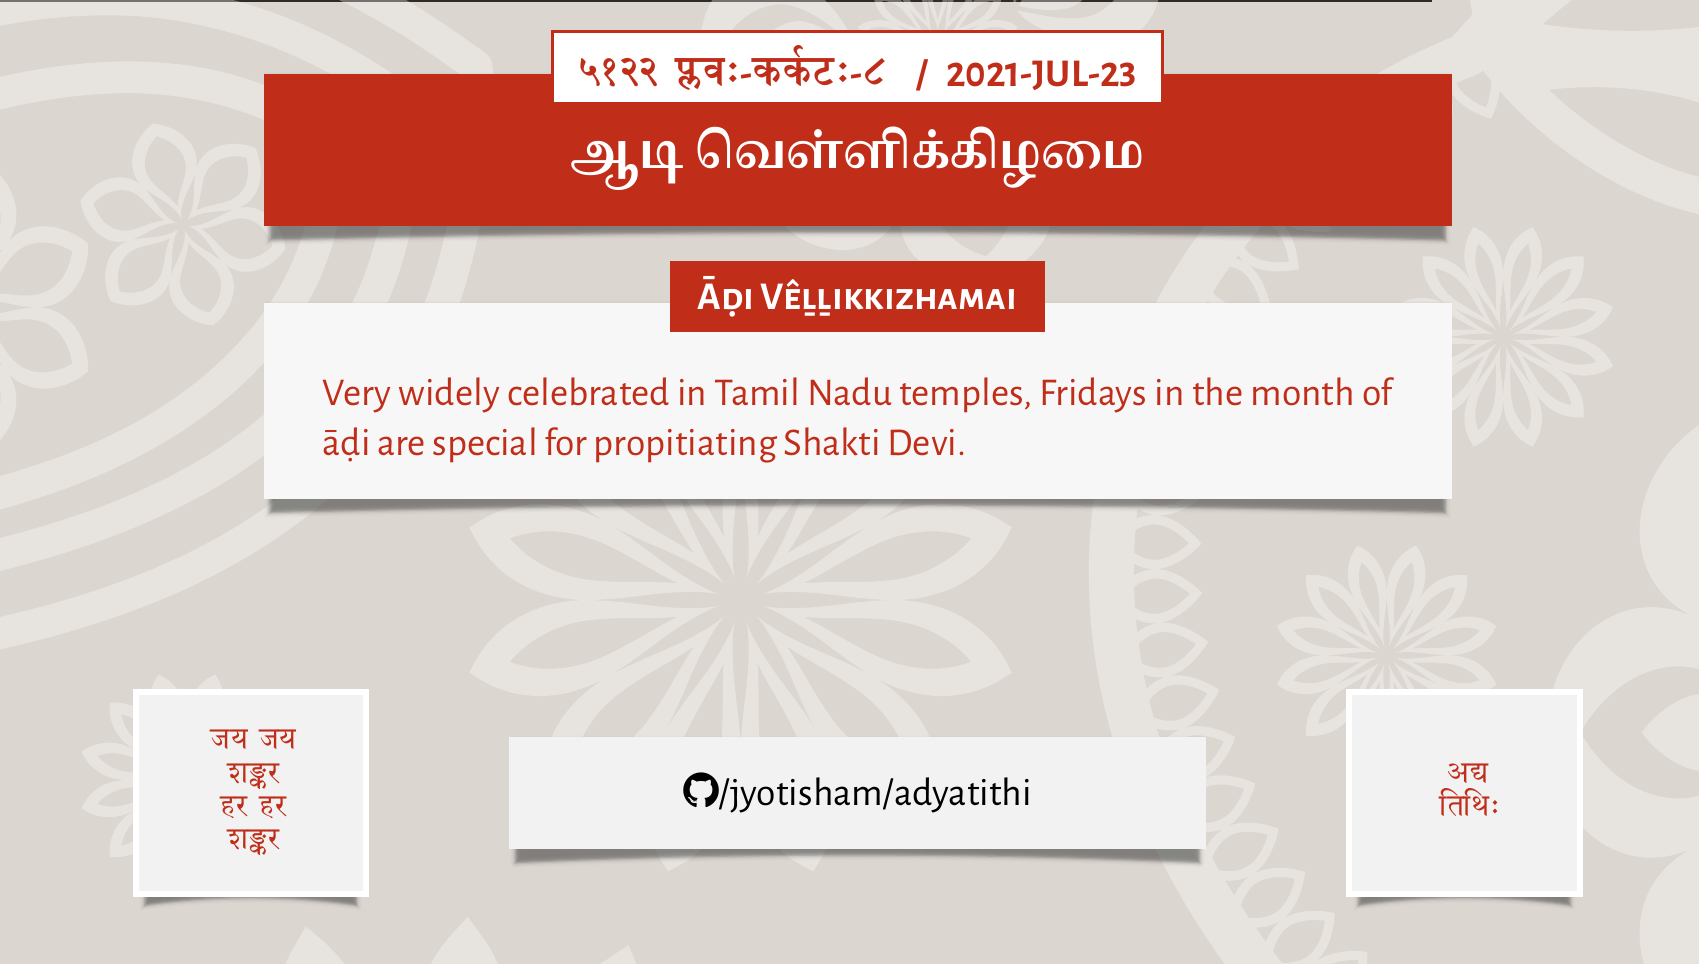 ५१२२ प्लवः-कर्कटः-८ / 2021-JUL-23
ஆடி வெள்ளிக்கிழமை
Āḍi Vêḻḻikkizhamai
Very widely celebrated in Tamil Nadu temples, Fridays in the month of
āḍi are special for propitiating Shakti Devi.
जय जय
शङ्कर
हर हर
शङ्कर
/jyotisham/adyatithi
अद्य
तिथिः